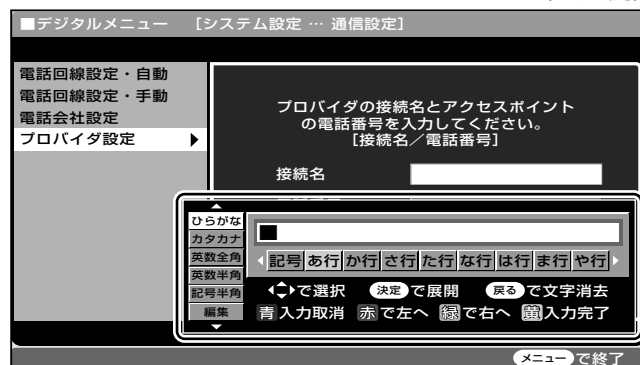 ■デジタルメニュー ［システム設定 … 通信設定］
電話回線設定・自動
電話回線設定・手動
電話会社設定
プロバイダ設定
プロバイダの接続名とアクセスポイント
の電話番号を入力してください。
［接続名／電話番号］
接続名
ひらがな
カタカナ
英数全角
英数半角
記号半角
編集
記号 あ行 か行 さ行 た行 な行 は行 ま行 や行
で選択 決定で展開 戻るで文字消去
青入力取消 赤で左へ 緑で右へ 黄入力完了
メニューで終了